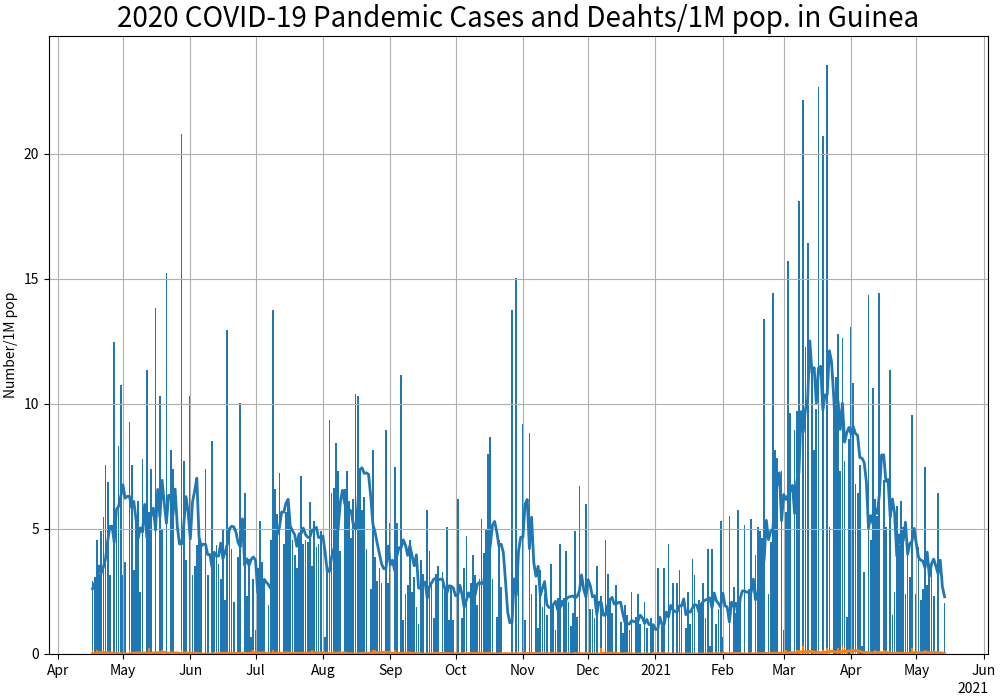 2020 COVID-19 Pandemic Cases and Deahts/1M pop. in Guinea
Number/1M pop
20
15
10
5
0
Apr May Jun Jul Aug Sep Oct Nov Dec 2021 Feb Mar Apr May Jun
2021